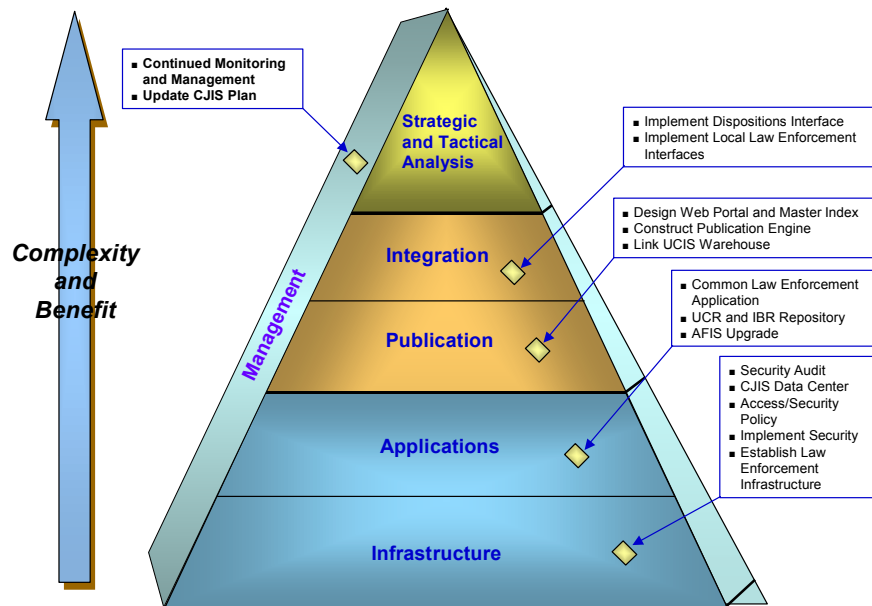 ▪ Continued Monitoring
and Management
▪ Update CJIS Plan
Strategic
and Tactical
Analysis
▪ Implement Dispositions Interface
▪ Implement Local Law Enforcement
Interfaces
▪ Design Web Portal and Master Index
▪ Construct Publication Engine
▪ Link UCIS Warehouse
Complexity
and
Benefit
Integration
Management
Publication
▪ Common Law Enforcement
Application
▪ UCR and IBR Repository
▪ AFIS Upgrade
▪ Security Audit
▪ CJIS Data Center
▪ Access/Security
Policy
▪ Implement Security
▪ Establish Law
Enforcement
Infrastructure
Applications
Infrastructure